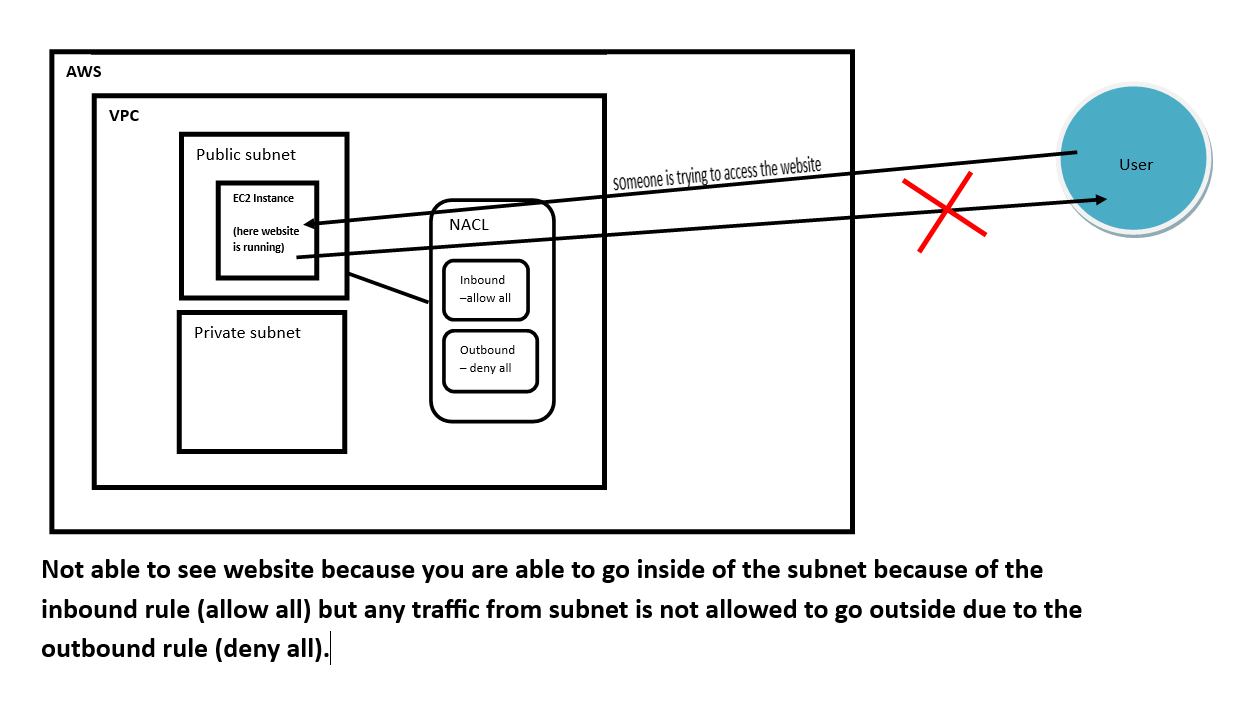 AWS
VPC
Public subnet
EC2 Instance
(here website
is running)
Private subnet
NACL
Inbound
–allow all
Outbound
– deny all
someone is trying to access the website
User
Not able to see website because you are able to go inside of the subnet because of the
inbound rule (allow all) but any traffic from subnet is not allowed to go outside due to the
outbound rule (deny all).